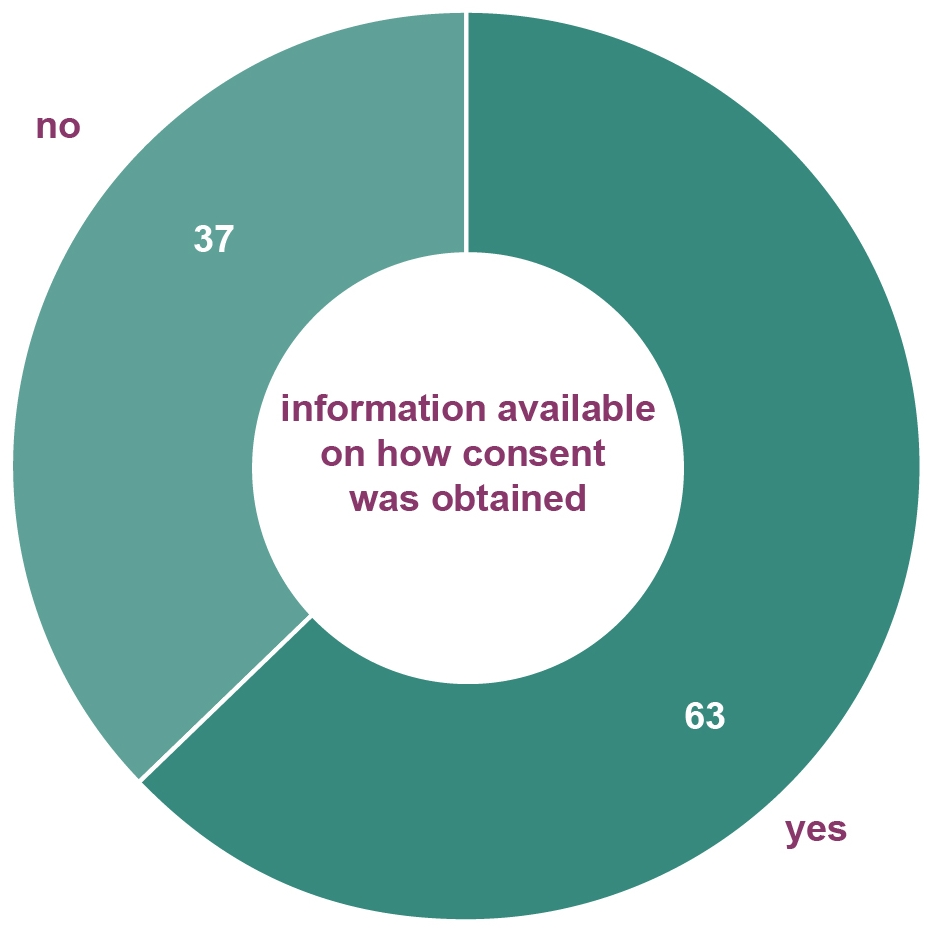 no
37
information available
on how consent
was obtained
63
yes